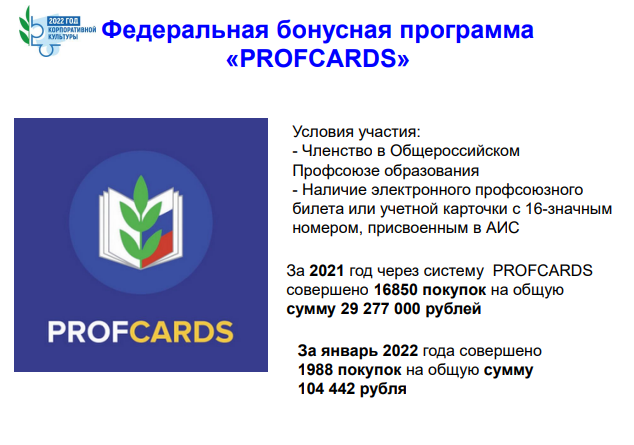 2022 ГОД
КОРПОРАТИВНОЙ
КУЛЬТУРЫ
Федеральная бонусная программа
«PROFCARDS»
PROFCARDS
Условия участия:
- Членство в Общероссийском
Профсоюзе образования
- Наличие электронного профсоюзного
билета или учетной карточки с 16-значным
номером, присвоенным в АИС
За 2021 год через систему PROFCARDS
совершено 16850 покупок на общую
сумму 29 277 000 рублей
За январь 2022 года совершено
1988 покупок на общую сумму
104 442 рубля